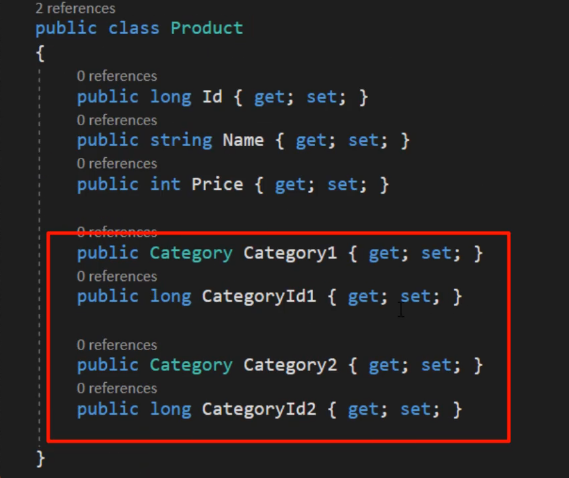 2 references
public class Product
{
0 references
public long Id { get; set; }
0 references
public string Name { get; set; }
0 references
public int Price { get; set; }
0 references
public Category Category1 { get; set; }
0 references
public long CategoryId1 { get; set; }
0 references
public Category Category2 { get; set; }
0 references
public long CategoryId2 { get; set; }
}